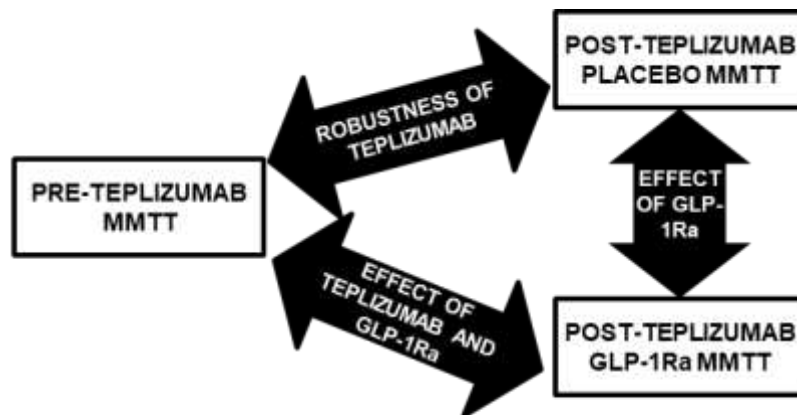 POST-TEPLIZUMAB
PLACEBO MMTT
ROBUSTNESS OF
TEPLIZUMAB
PRE-TEPLIZUMAB
MMTT
EFFECT
OF GLP-
1Ra
EFFECT OF
TEPLIZUMAB AND
GLP-1Ra
POST-TEPLIZUMAB
GLP-1Ra MMTT